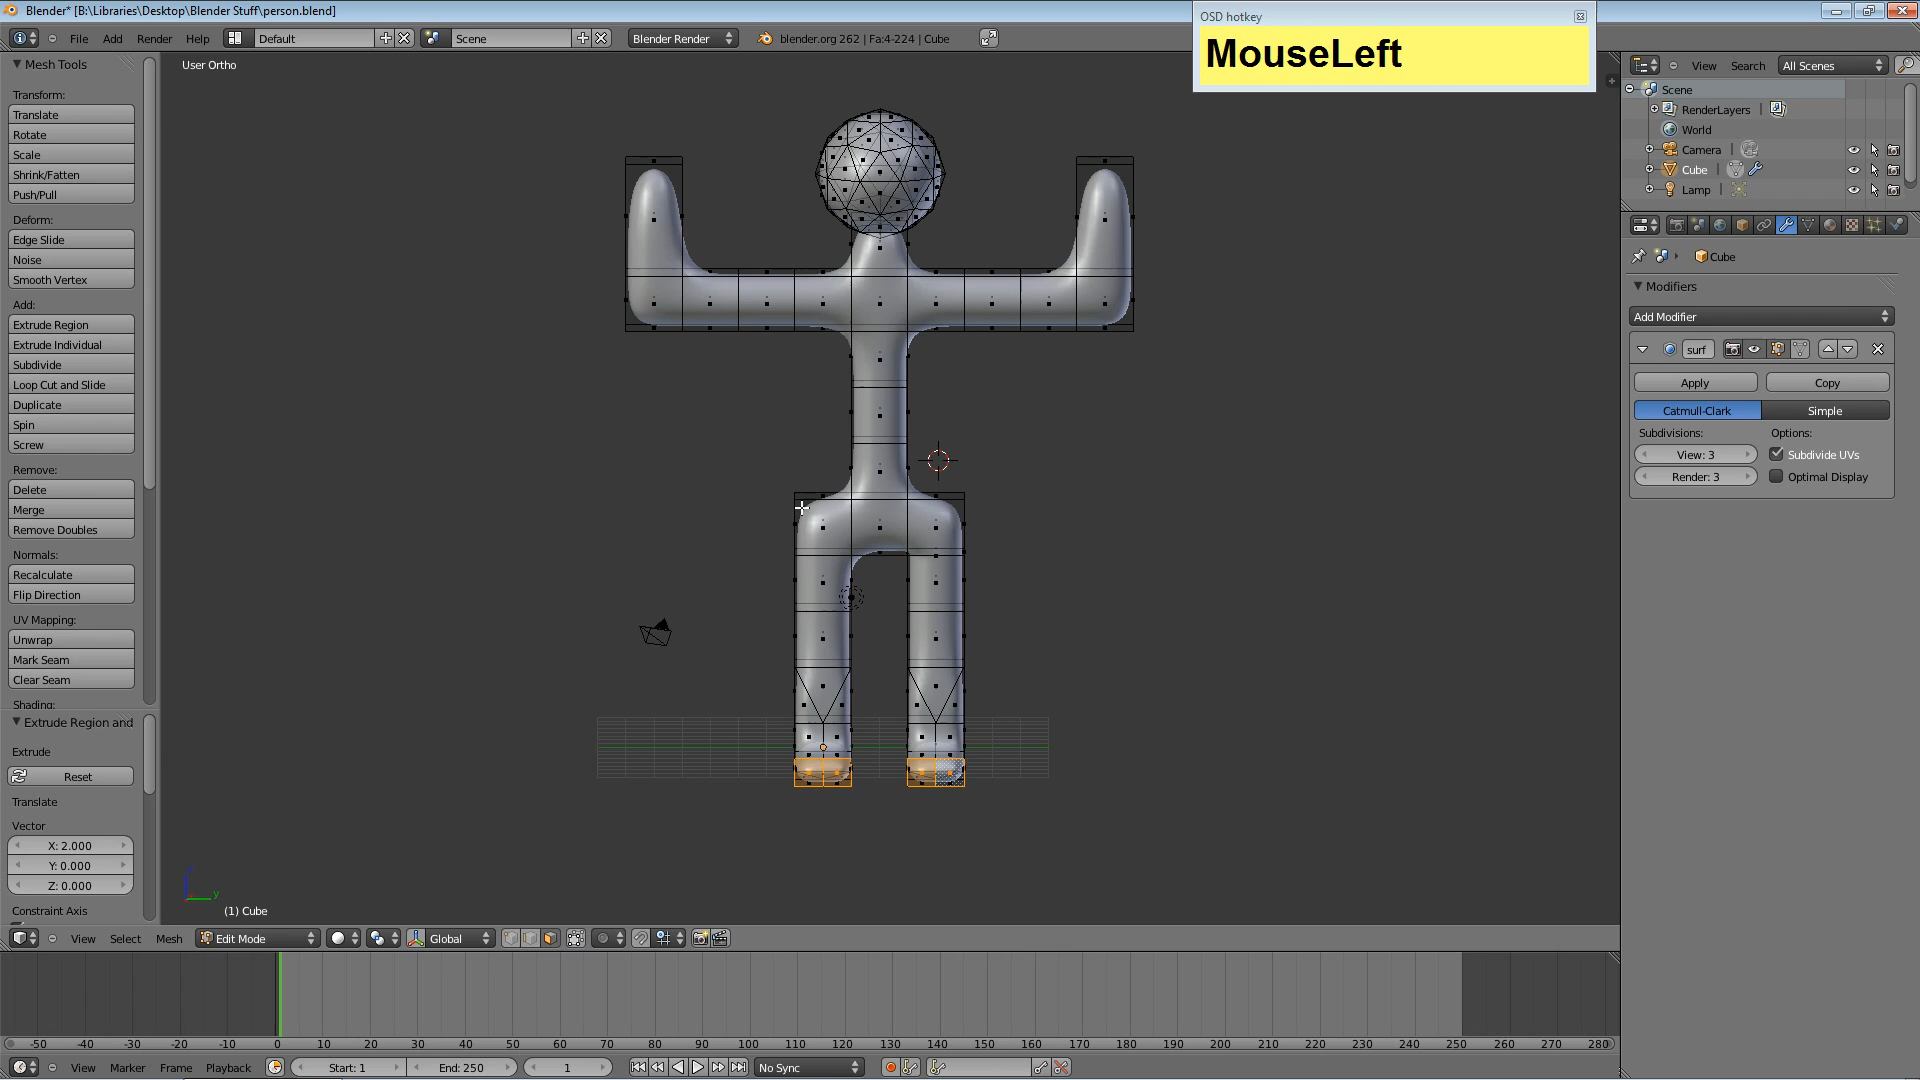 Blender* [B:\Libraries\Desktop\Blender Stuff\person.blend]
OSD hotkey
MouseLeft
File Add Render Help Default Scene Blender Render blender.org 262 | Fa:4-224 | Cube
Mesh Tools
Transform:
Translate
Rotate
Scale
Shrink/Fatten
Push/Pull
Deform:
Edge Slide
Noise
Smooth Vertex
Add:
Extrude Region
Extrude Individual
Subdivide
Loop Cut and Slide
Duplicate
Spin
Screw
Remove:
Delete
Merge
Remove Doubles
Normals:
Recalculate
Flip Direction
UV Mapping:
Unwrap
Mark Seam
Clear Seam
Shading:
Extrude Region and
Extrude
Reset
Translate
Vector
X: 2.000
Y: 0.000
Z: 0.000
Constraint Axis
User Ortho
y
(1) Cube
View Search All Scenes
Scene
RenderLayers
World
Camera
Cube
Lamp
Cube
Modifiers
Add Modifier
surf
Apply Copy
Catmull-Clark Simple
Subdivisions: Options:
View: 3 Subdivide UVs
Render: 3 Optimal Display
View Select Mesh Edit Mode Global
-50 -40 -30 -20 -10 0 10 20 30 40 50 60 70 80 90 100 110 120 130 140 150 160 170 180 190 200 210 220 230 240 250 260 270 280
View Marker Frame Playback Start: 1 End: 250 1 No Sync